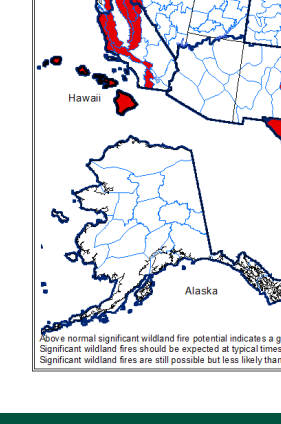 Hawaii
Alaska
Above normal significant wildland fire potential indicates a g
Significant wildland fires should be expected at typical times
Significant wildland fires are still possible but less likely than